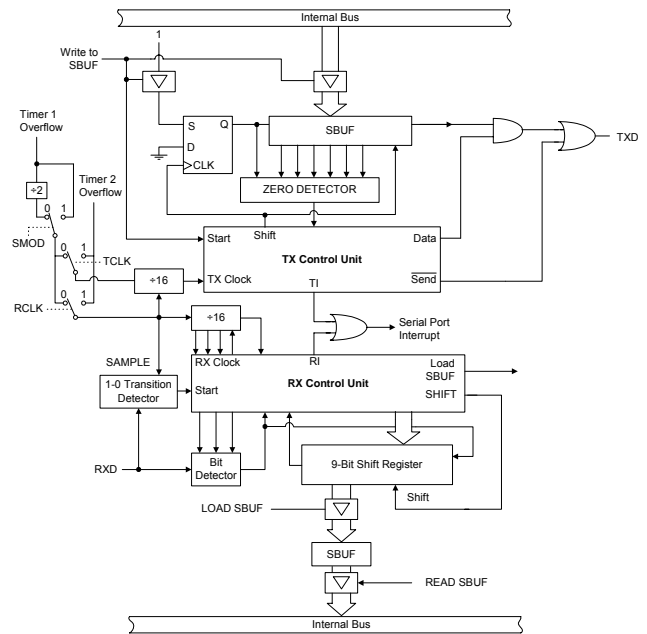 Internal Bus
1
Write to
SBUF
S
Q
D
CLK
SBUF
TXD
Timer 1
Overflow
÷2
Timer 2
Overflow
ZERO DETECTOR
0
1
SMOD
Shift
Start
Data
TX Control Unit
0
1
TCLK
÷16
TX Clock
TI
Send
0
1
RCLK
÷16
Serial Port
Interrupt
SAMPLE
RX Clock
RI
Load
SBUF
1-0 Transition
Detector
Start
RX Control Unit
SHIFT
RXD
Bit
Detector
9-Bit Shift Register
Shift
LOAD SBUF
SBUF
READ SBUF
Internal Bus